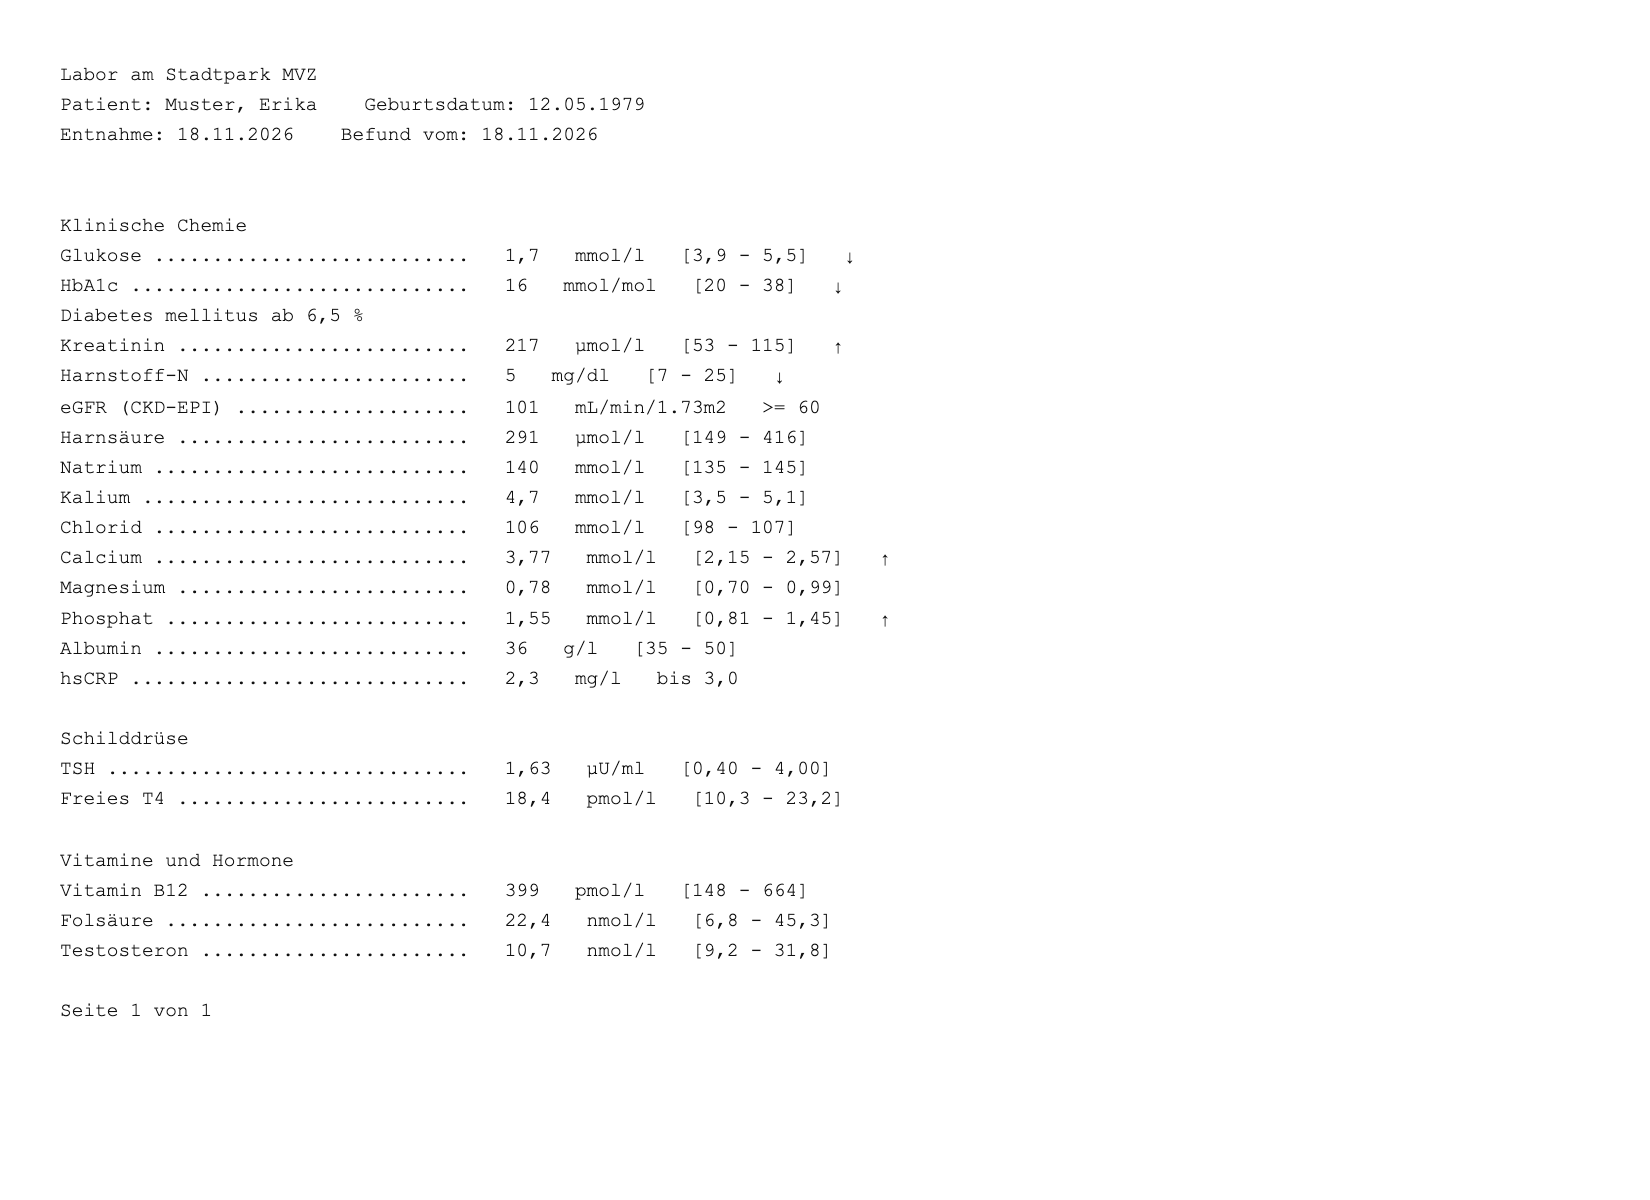 Labor am Stadtpark MVZ
Patient: Muster, Erika    Geburtsdatum: 12.05.1979
Entnahme: 18.11.2026    Befund vom: 18.11.2026
Klinische Chemie
Glukose ...........................   1,7   mmol/l   [3,9 - 5,5]   ↓
HbA1c .............................   16   mmol/mol   [20 - 38]   ↓
Diabetes mellitus ab 6,5 %
Kreatinin .........................   217   µmol/l   [53 - 115]   ↑
Harnstoff-N .......................   5   mg/dl   [7 - 25]   ↓
eGFR (CKD-EPI) ....................   101   mL/min/1.73m2   >= 60
Harnsäure .........................   291   µmol/l   [149 - 416]
Natrium ...........................   140   mmol/l   [135 - 145]
Kalium ............................   4,7   mmol/l   [3,5 - 5,1]
Chlorid ...........................   106   mmol/l   [98 - 107]
Calcium ...........................   3,77   mmol/l   [2,15 - 2,57]   ↑
Magnesium .........................   0,78   mmol/l   [0,70 - 0,99]
Phosphat ..........................   1,55   mmol/l   [0,81 - 1,45]   ↑
Albumin ...........................   36   g/l   [35 - 50]
hsCRP .............................   2,3   mg/l   bis 3,0
Schilddrüse
TSH ...............................   1,63   µU/ml   [0,40 - 4,00]
Freies T4 .........................   18,4   pmol/l   [10,3 - 23,2]
Vitamine und Hormone
Vitamin B12 .......................   399   pmol/l   [148 - 664]
Folsäure ..........................   22,4   nmol/l   [6,8 - 45,3]
Testosteron .......................   10,7   nmol/l   [9,2 - 31,8]
Seite 1 von 1